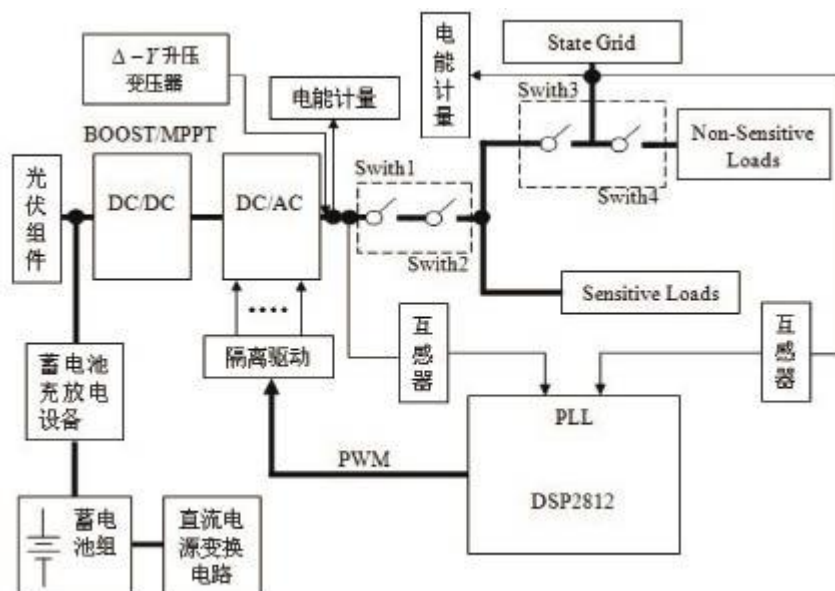 Δ-Y升压
变压器
电能计量
电
能
计
量
State Grid
Swith3
Non-Sensitive
Loads
Swith4
BOOST/MPPT
光
伏
组
件
DC/DC
DC/AC
Swith1
Swith2
Sensitive Loads
蓄电池
充放电
设备
隔离驱动
互
感
器
互
感
器
PLL
DSP2812
PWM
蓄电
池组
直流电
源变换
电路